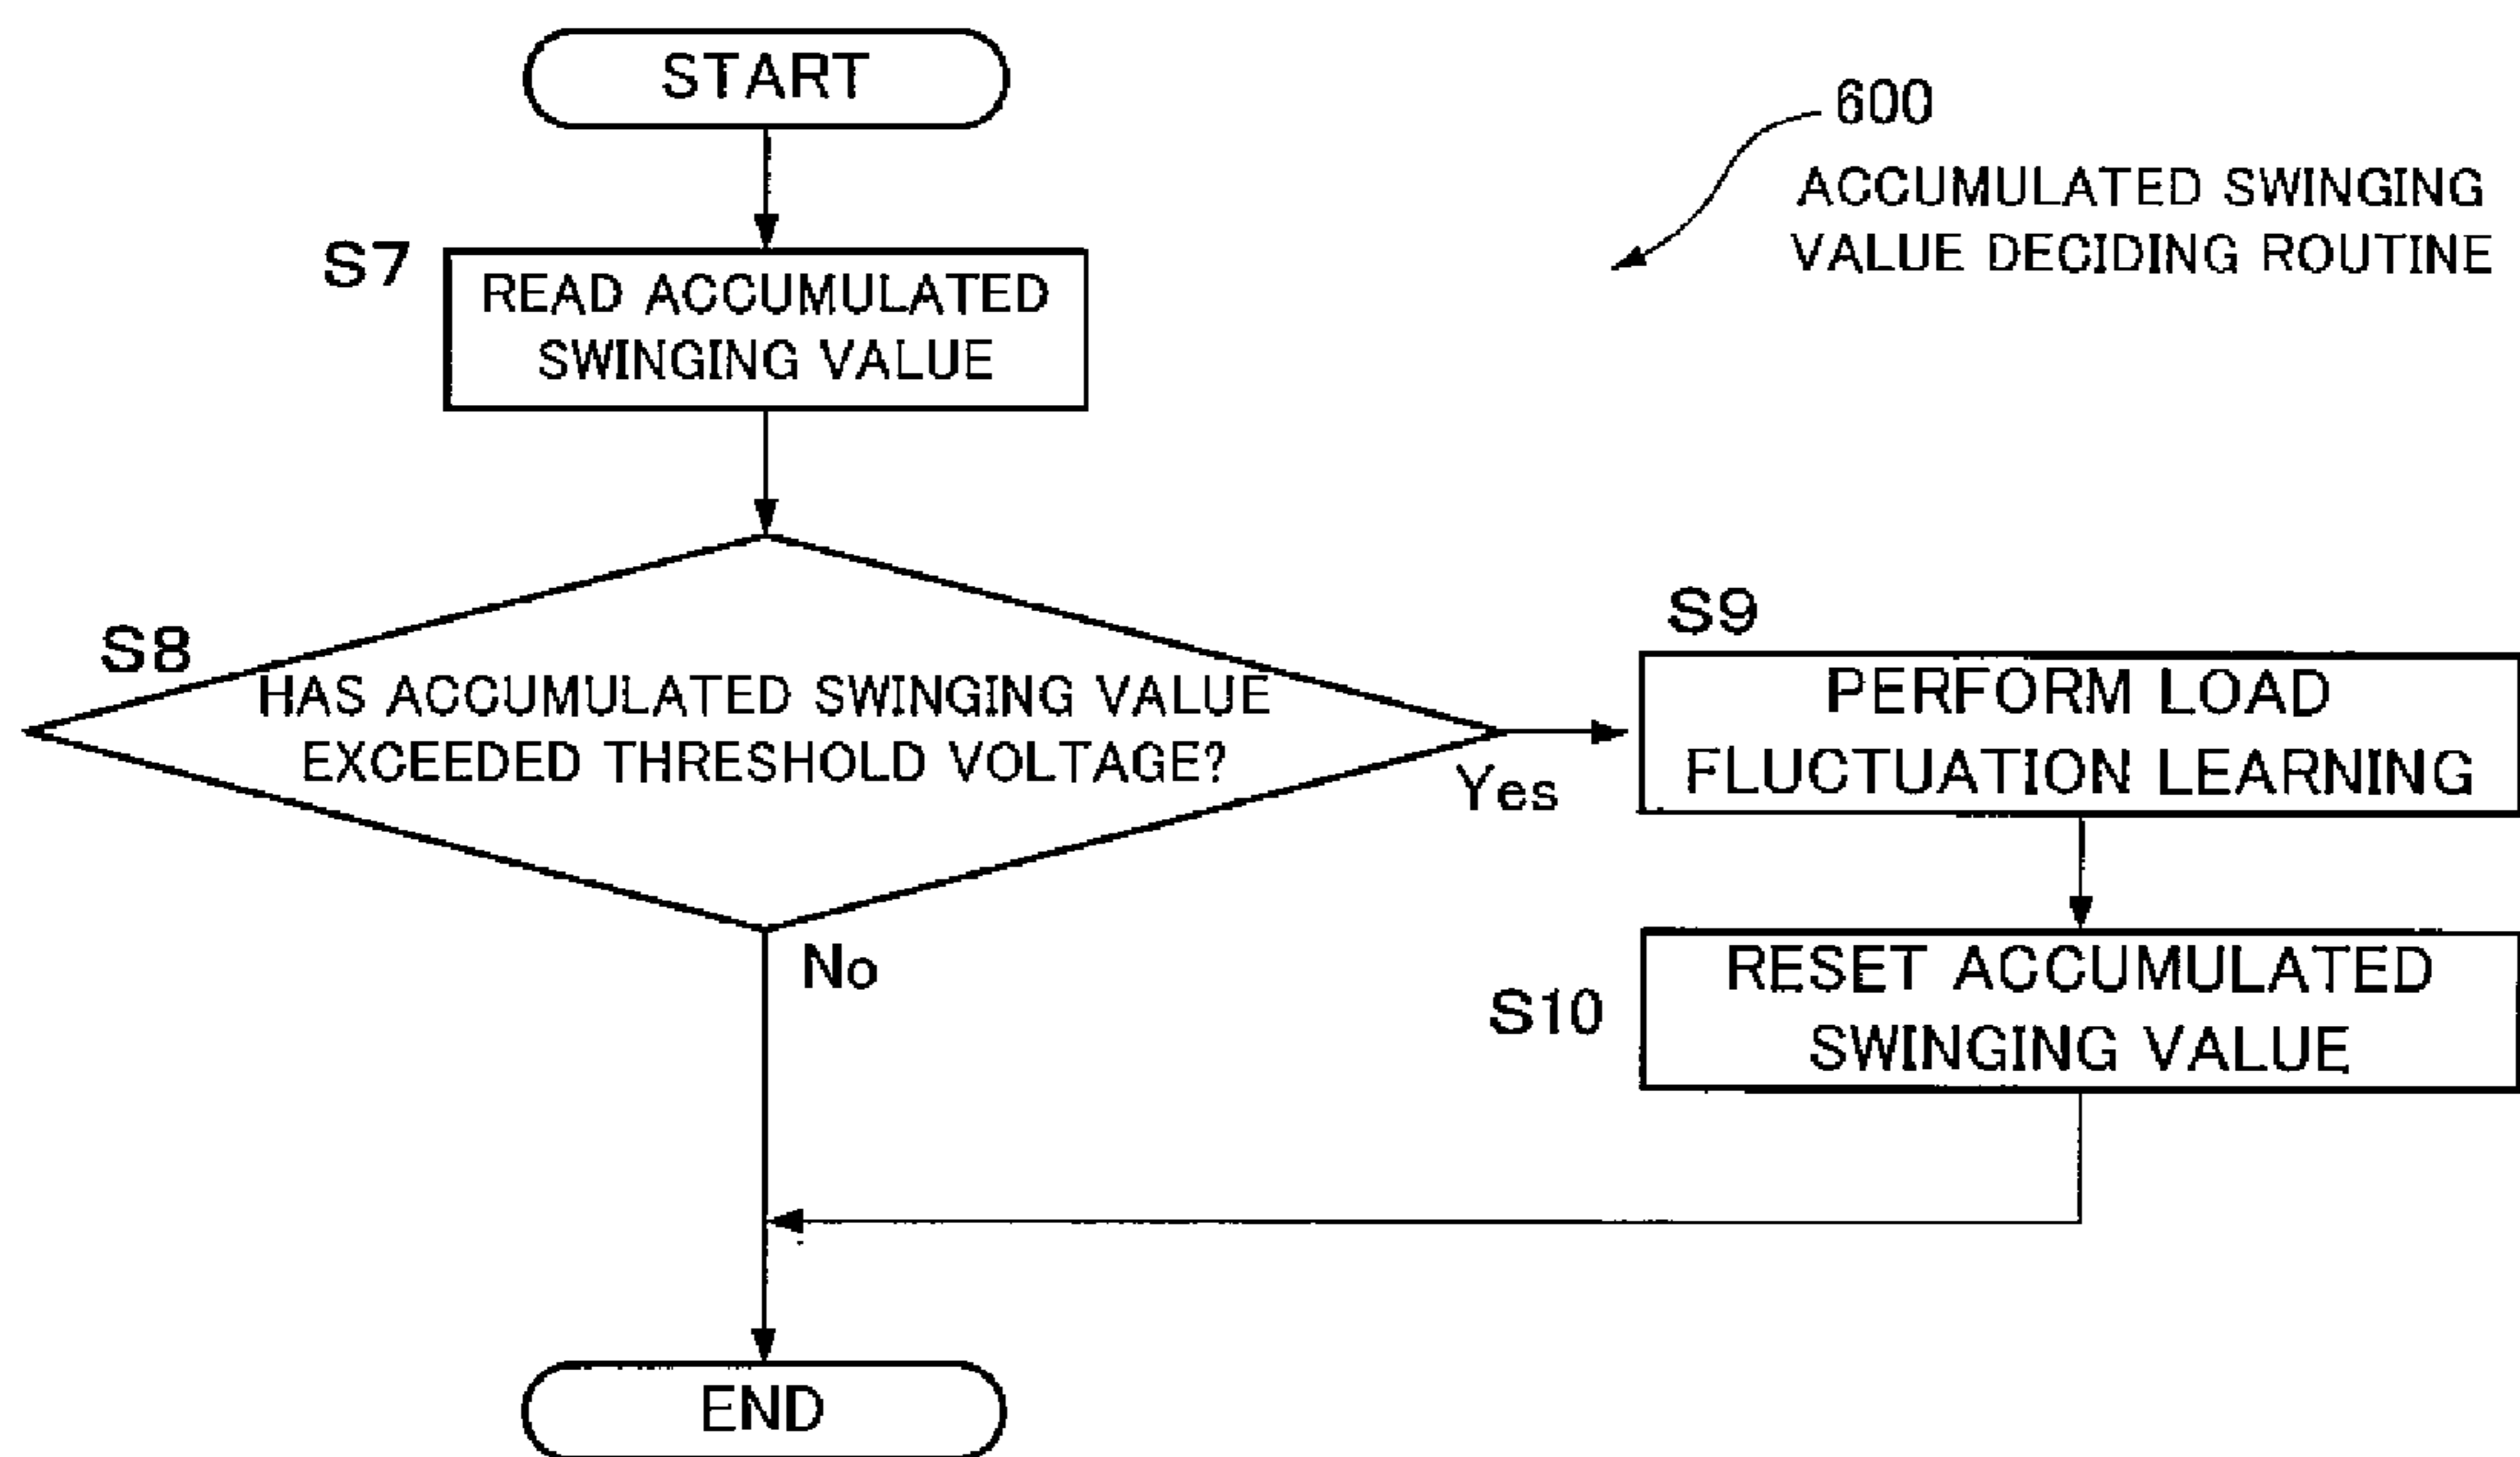 START
600
ACCUMULATED SWINGING
VALUE DECIDING ROUTINE
S7
READ ACCUMULATED
SWINGING VALUE
S8
HAS ACCUMULATED SWINGING VALUE
EXCEEDED THRESHOLD VOLTAGE?
Yes
No
S9
PERFORM LOAD
FLUCTUATION LEARNING
S10
RESET ACCUMULATED
SWINGING VALUE
END